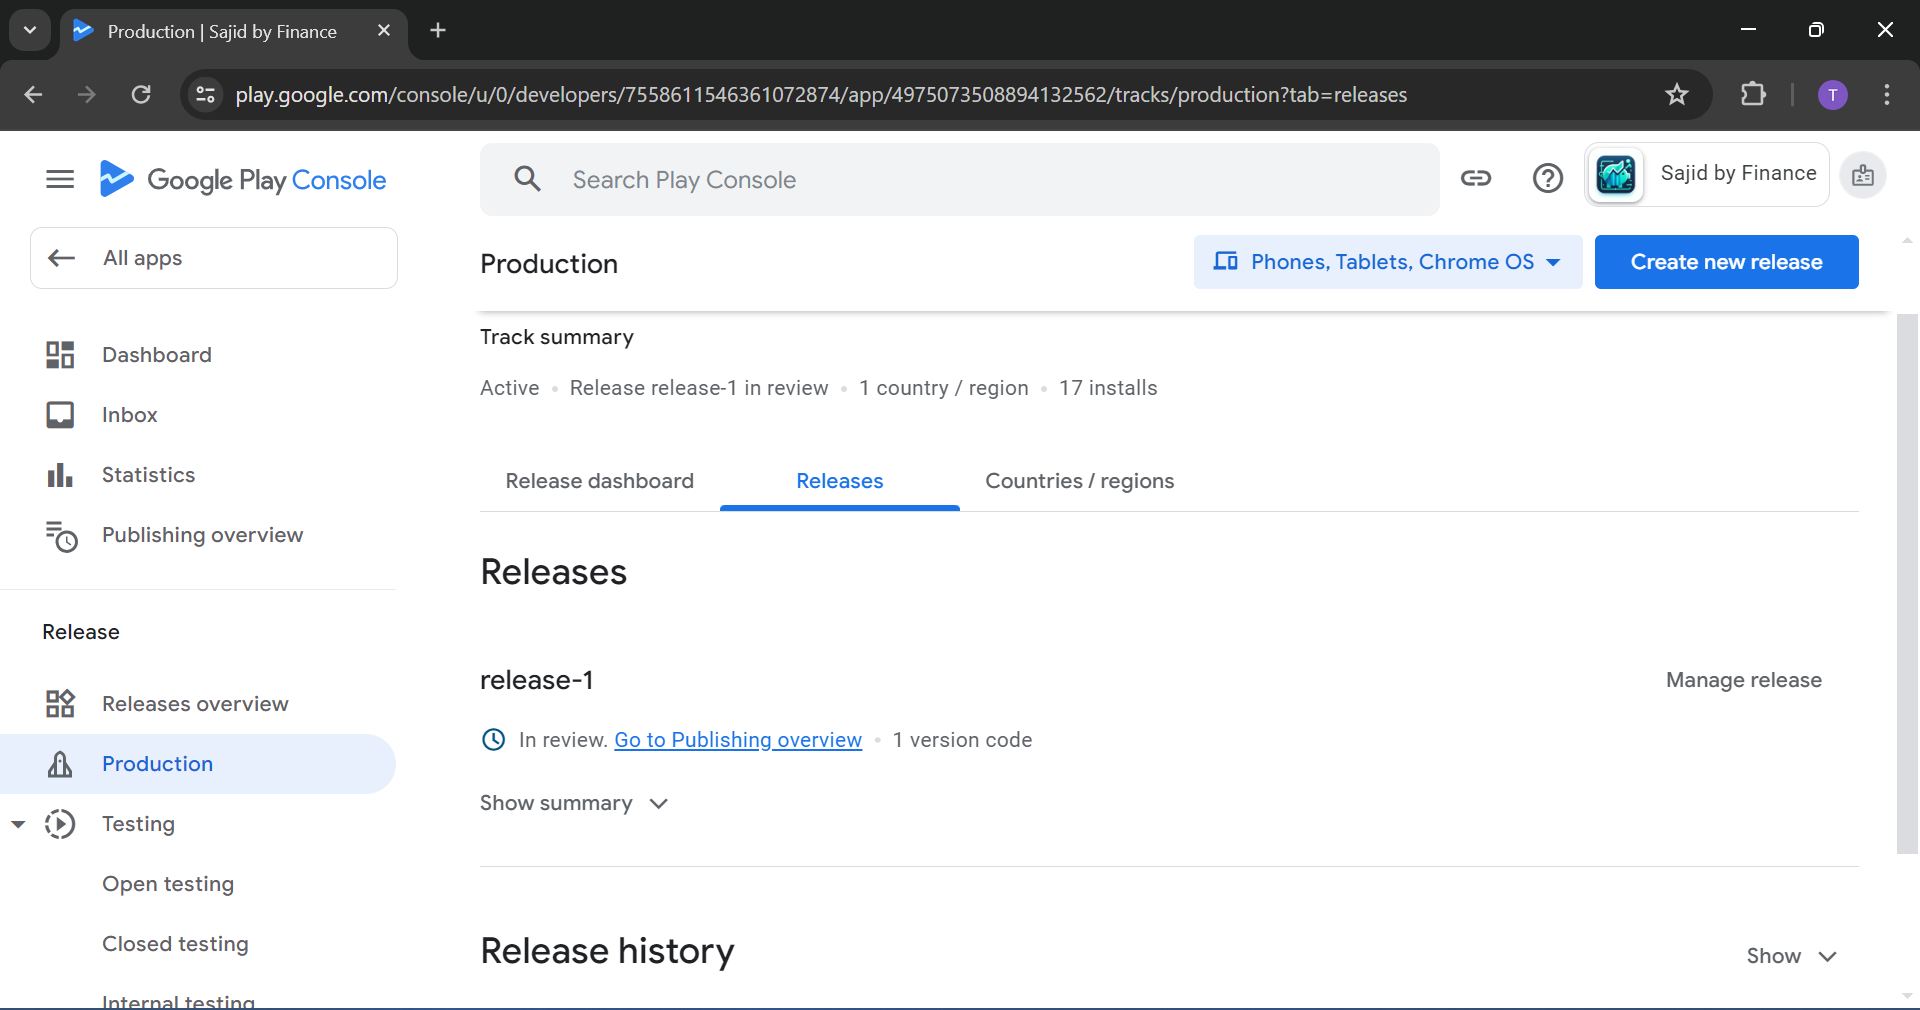 Production | Sajid by Finance
play.google.com/console/u/0/developers/7558611546361072874/app/4975073508894132562/tracks/production?tab=releases
T
Google Play Console
Search Play Console
Sajid by Finance
All apps
Production
Phones, Tablets, Chrome OS
Create new release
Track summary
Active • Release release-1 in review • 1 country / region • 17 installs
Dashboard
Inbox
Statistics
Publishing overview
Release dashboard
Releases
Countries / regions
Releases
Release
Releases overview
Production
Testing
Open testing
Closed testing
Internal testing
release-1
Manage release
In review. Go to Publishing overview • 1 version code
Show summary
Release history
Show